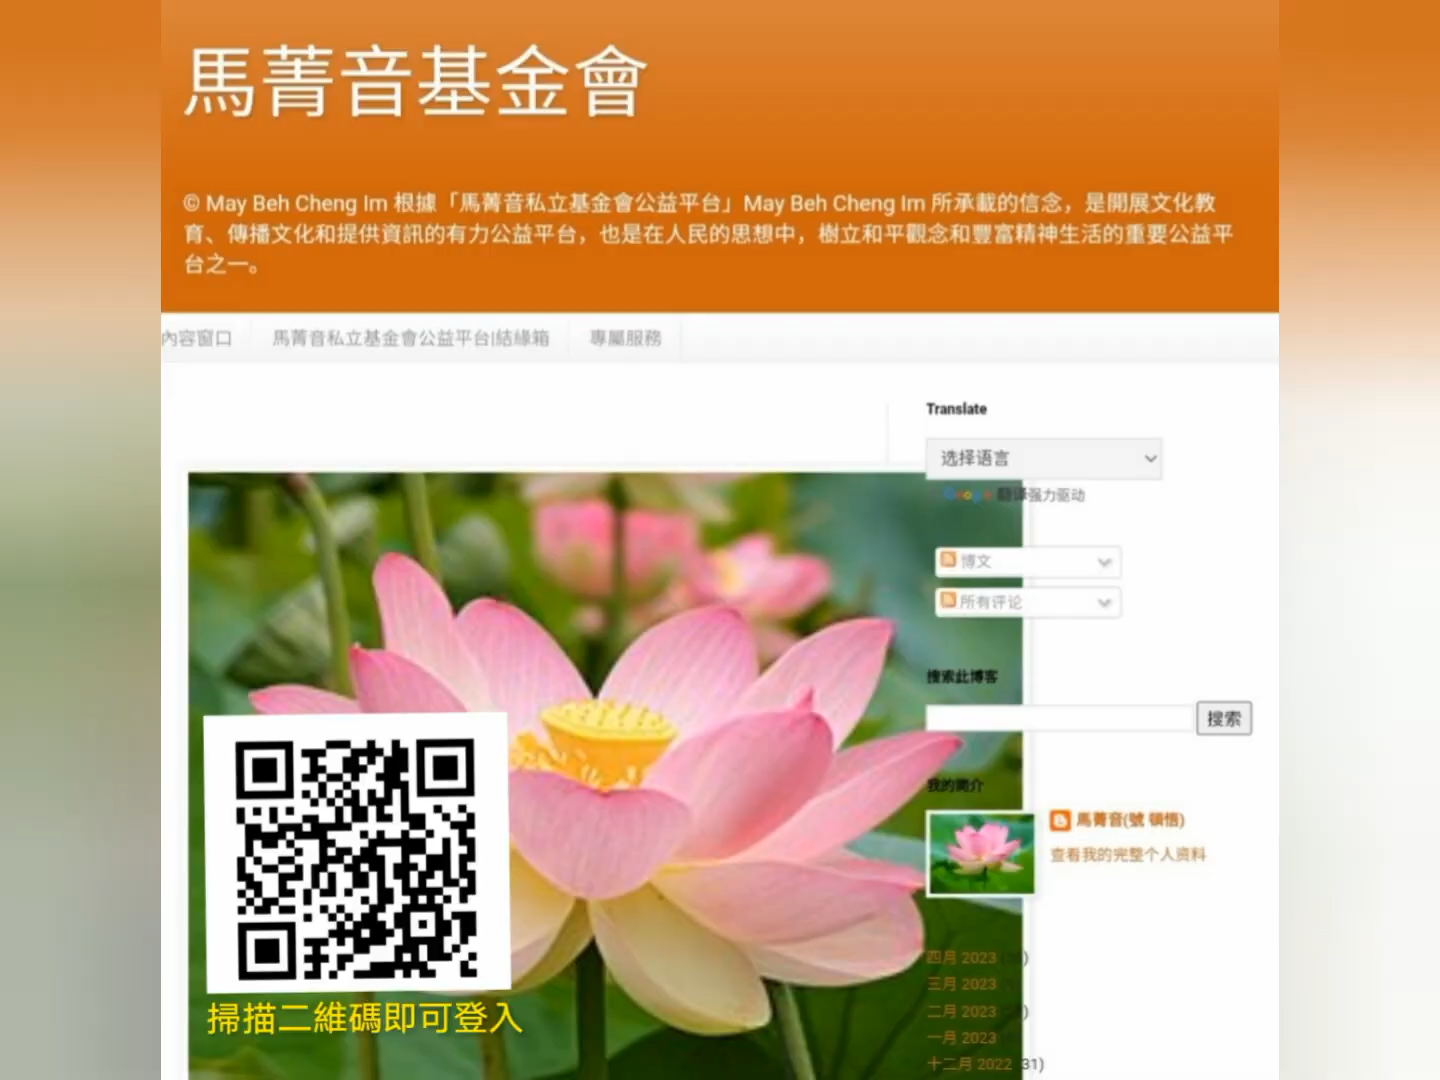 馬菁音基金會
© May Beh Cheng Im 根據「馬菁音私立基金會公益平台」May Beh Cheng Im 所承載的信念，是開展文化教
育、傳播文化和提供資訊的有力公益平台，也是在人民的思想中，樹立和平觀念和豐富精神生活的重要公益平
台之一。
內容窗口 馬菁音私立基金會公益平台|結緣箱 專屬服務
Translate
选择语言
Google 翻译强力驱动
博文
所有评论
搜索此博客
搜索
我的簡介
馬菁音(號 頓悟)
查看我的完整个人资料
四月 2023
三月 2023
二月 2023
一月 2023
十二月 2022 31)
掃描二維碼即可登入